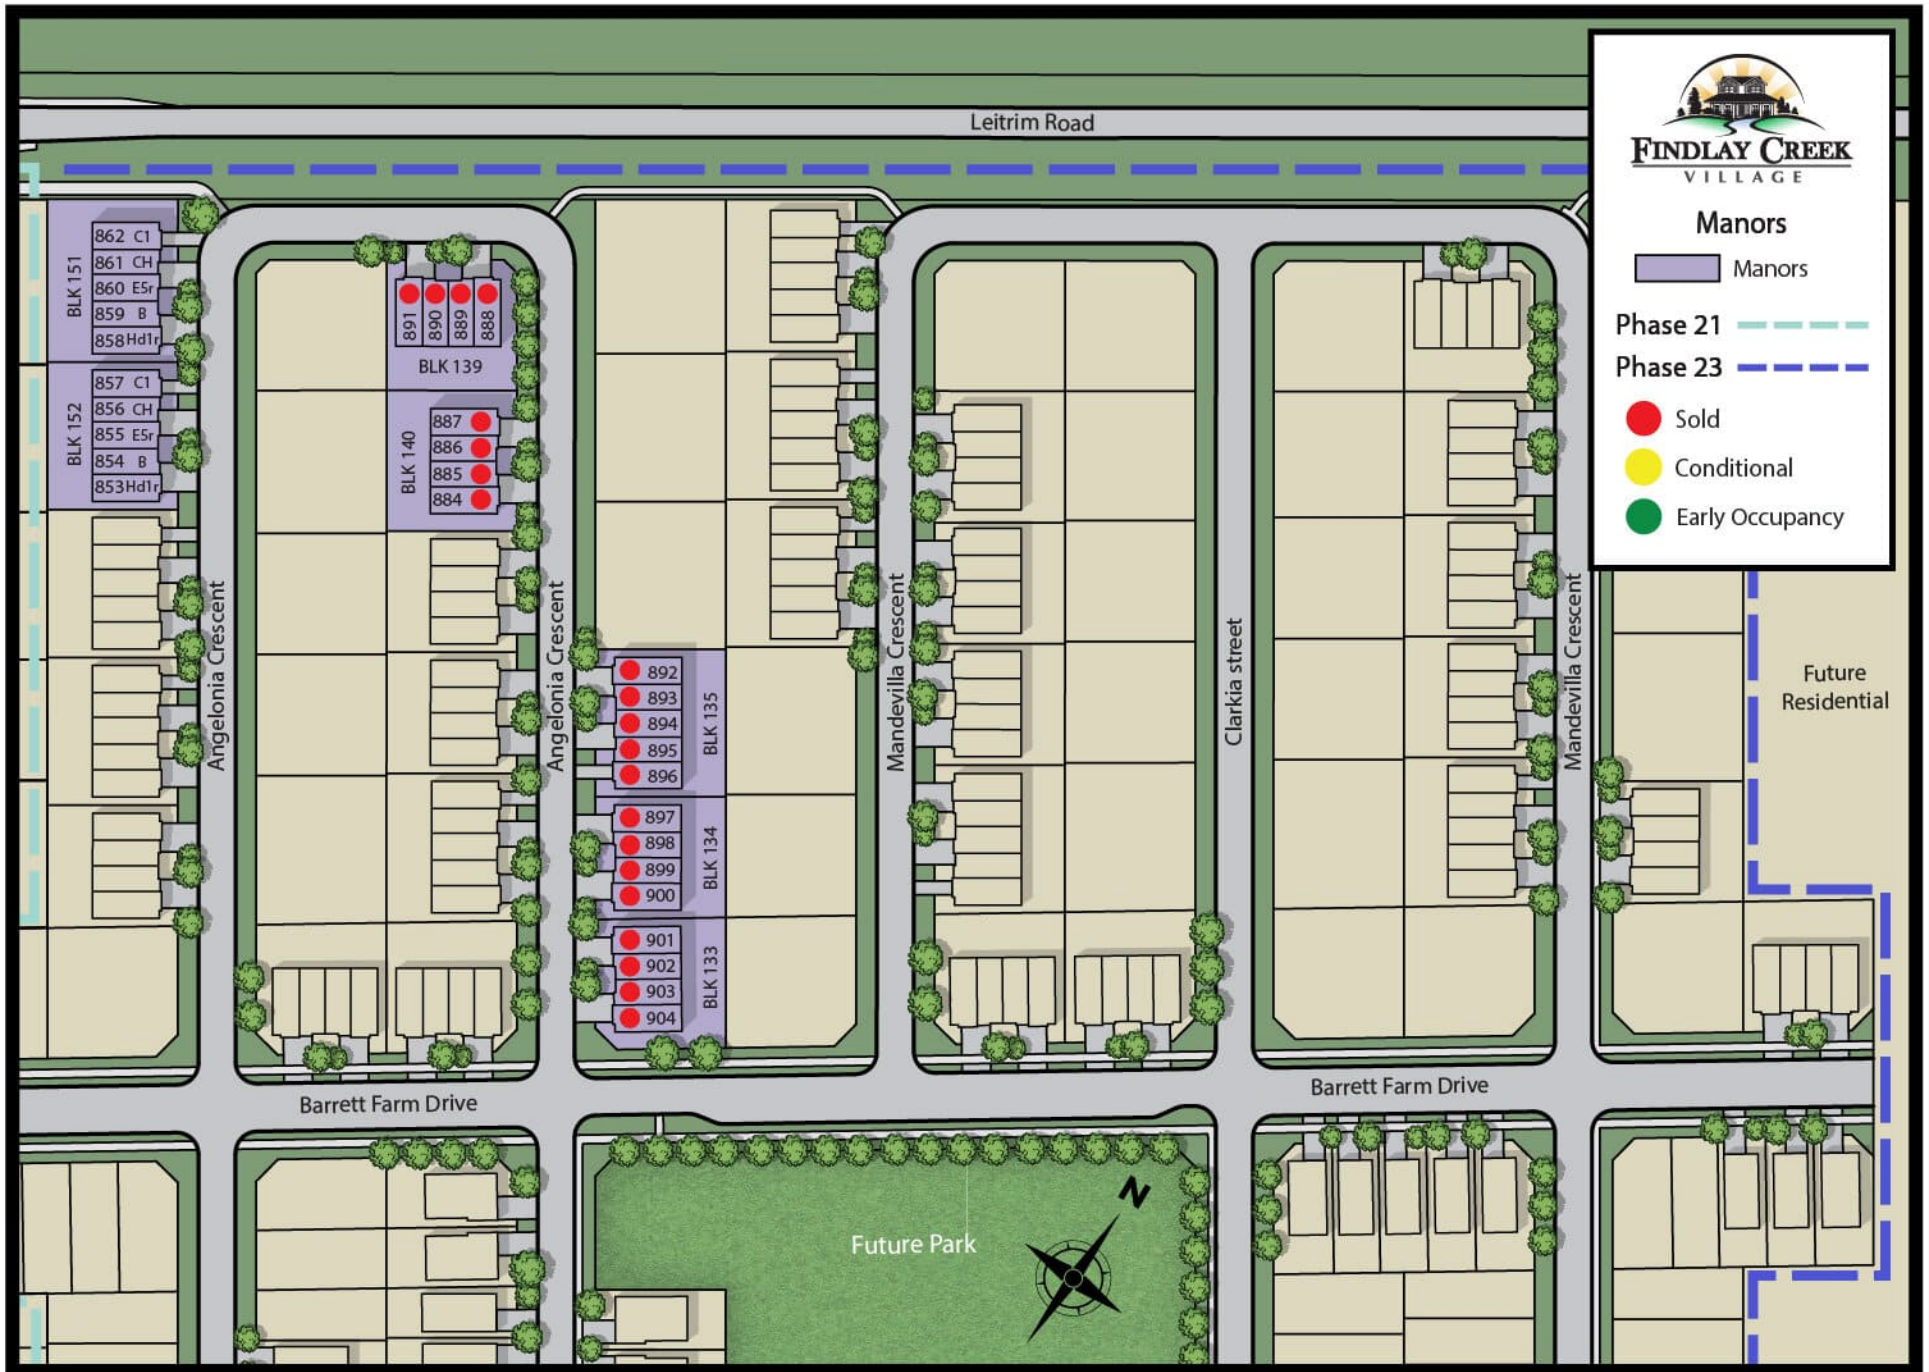 Leitrim Road
FINDLAY CREEK
VILLAGE
Manors
Manors
Phase 21
Phase 23
Sold
Conditional
Early Occupancy
BLK 151
862 C1
861 CH
860 E5r
859 B
858 Hd1r
BLK 152
857 C1
856 CH
855 E5r
854 B
853 Hd1r
891
890
889
888
BLK 139
BLK 140
887
886
885
884
Angelonia Crescent
Angelonia Crescent
892
893
894
895
896
BLK 135
897
898
899
900
BLK 134
901
902
903
904
BLK 133
Mandevilla Crescent
Clarkia street
Mandevilla Crescent
Future
Residential
Barrett Farm Drive
Barrett Farm Drive
Future Park
N